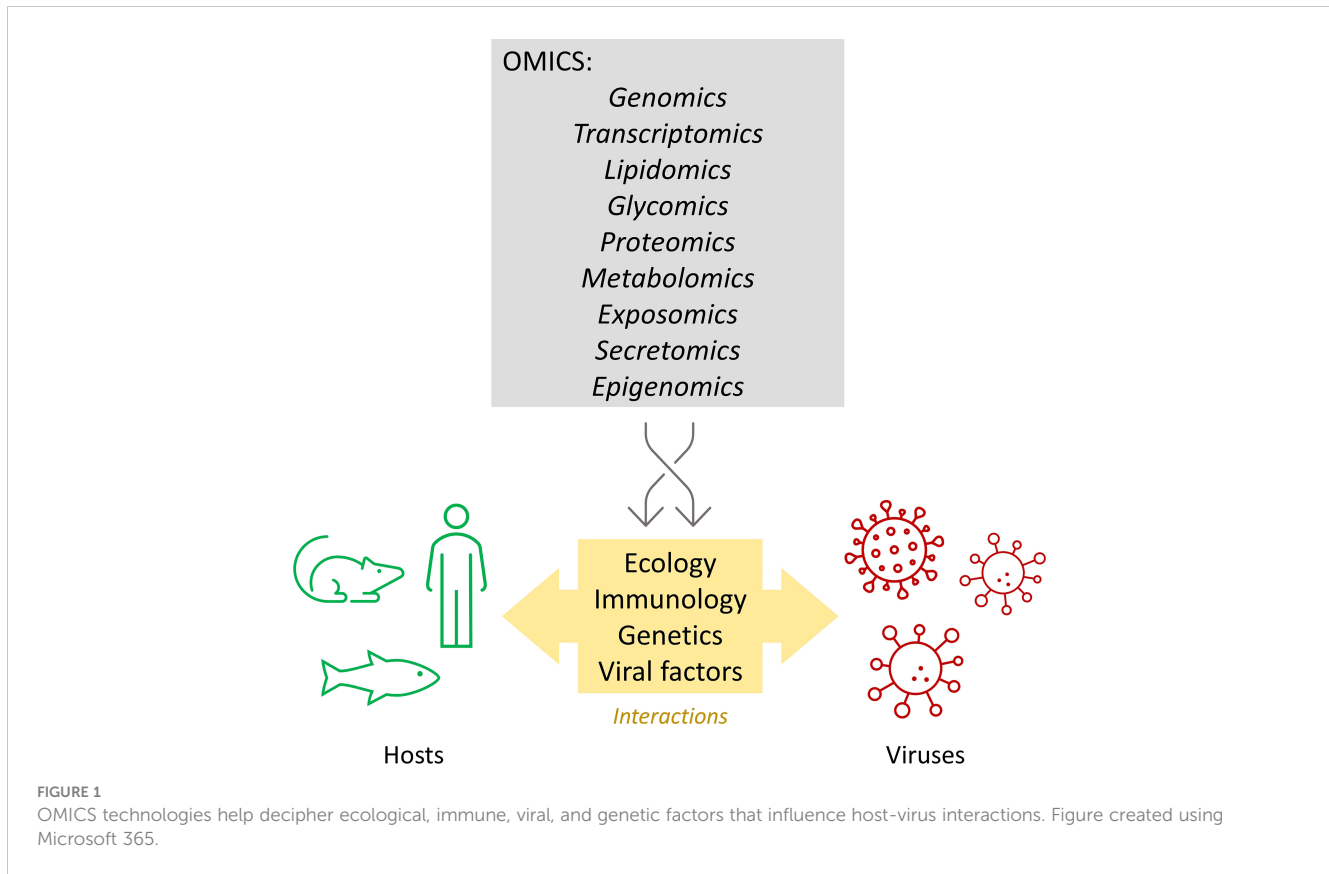 OMICS:
Genomics
Transcriptomics
Lipidomics
Glycomics
Proteomics
Metabolomics
Exposomics
Secretomics
Epigenomics
Ecology
Immunology
Genetics
Viral factors
Interactions
Hosts
Viruses
FIGURE 1
OMICS technologies help decipher ecological, immune, viral, and genetic factors that influence host-virus interactions. Figure created using
Microsoft 365.